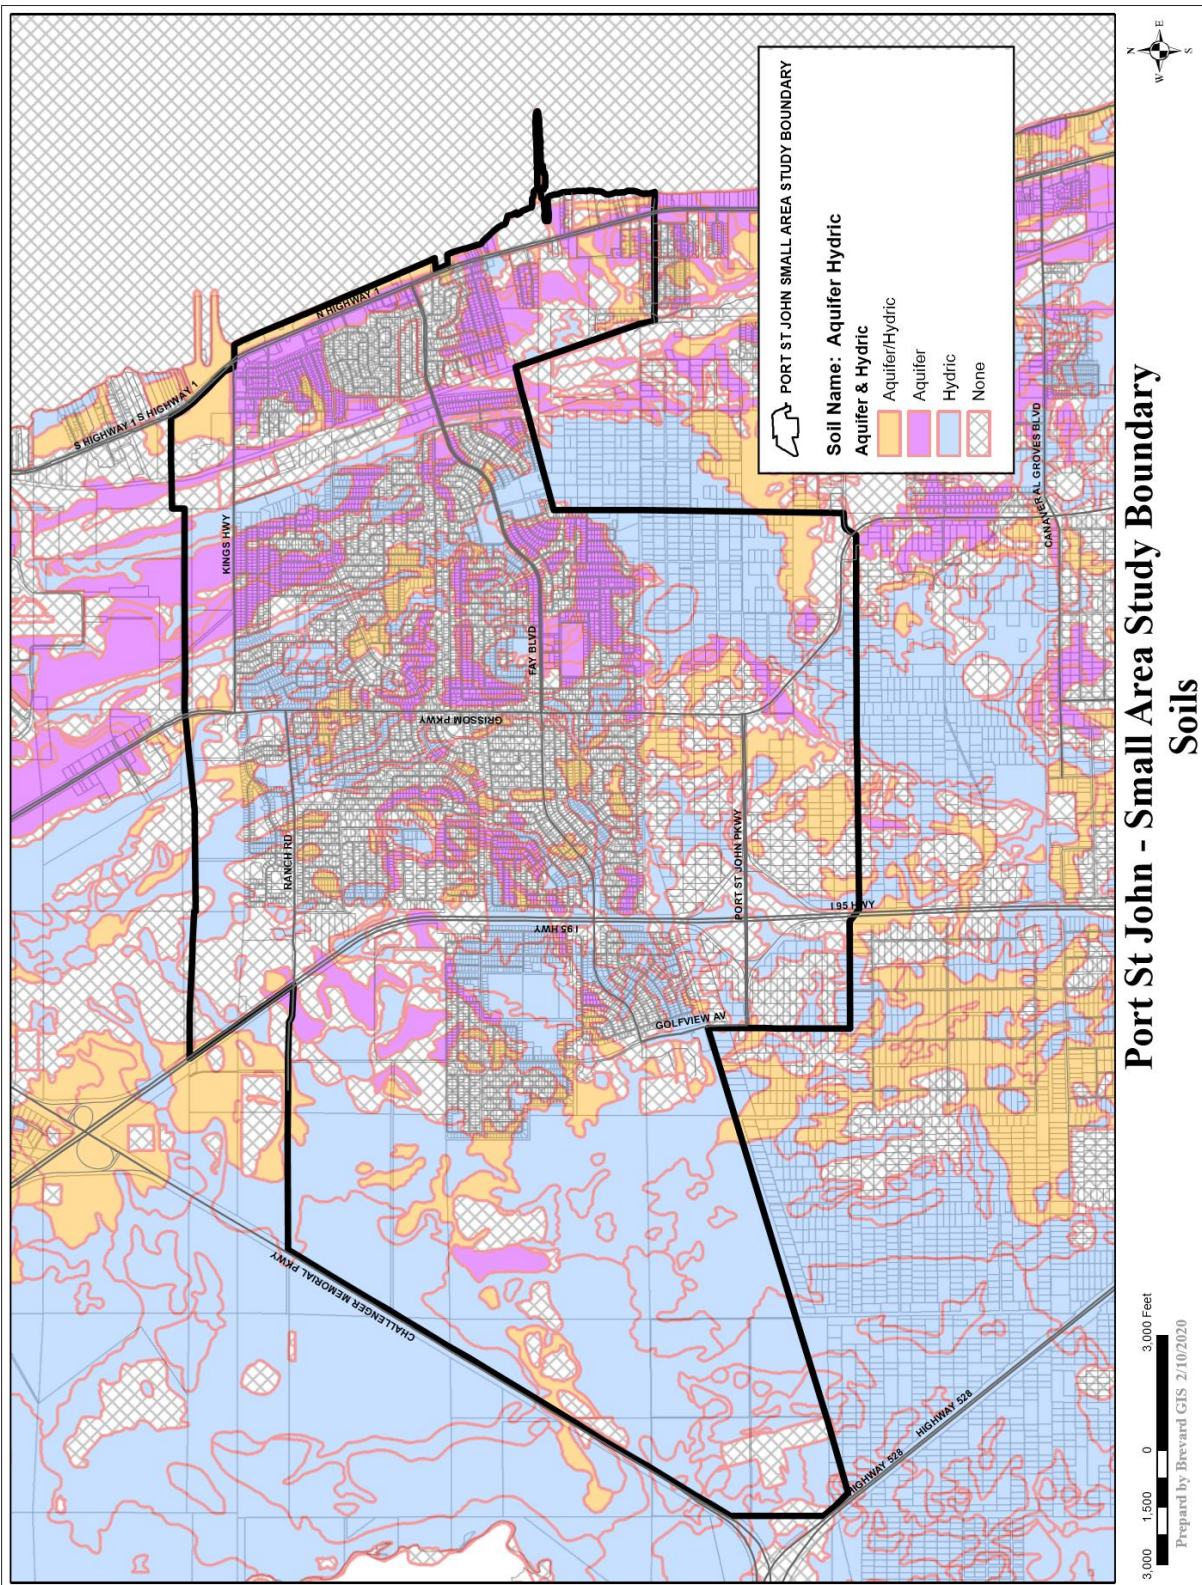 N
W
E
S
PORT ST JOHN SMALL AREA STUDY BOUNDARY
Soil Name: Aquifer Hydric
Aquifer & Hydric
Aquifer/Hydric
Aquifer
Hydric
None
S HIGHWAY 1
S HIGHWAY 1
N HIGHWAY 1
KINGS HWY
FAY BLVD
GRISSOM PKWY
RANCH RD
I 95 HWY
I 95 HWY
PORT ST JOHN PKWY
GOLFVIEW AV
CANAVERAL GROVES BLVD
CHALLENGER MEMORIAL PKWY
HIGHWAY 528
HIGHWAY 528
Port St John - Small Area Study Boundary
Soils
3,000 1,500 0 3,000 Feet
Prepard by Brevard GIS 2/10/2020